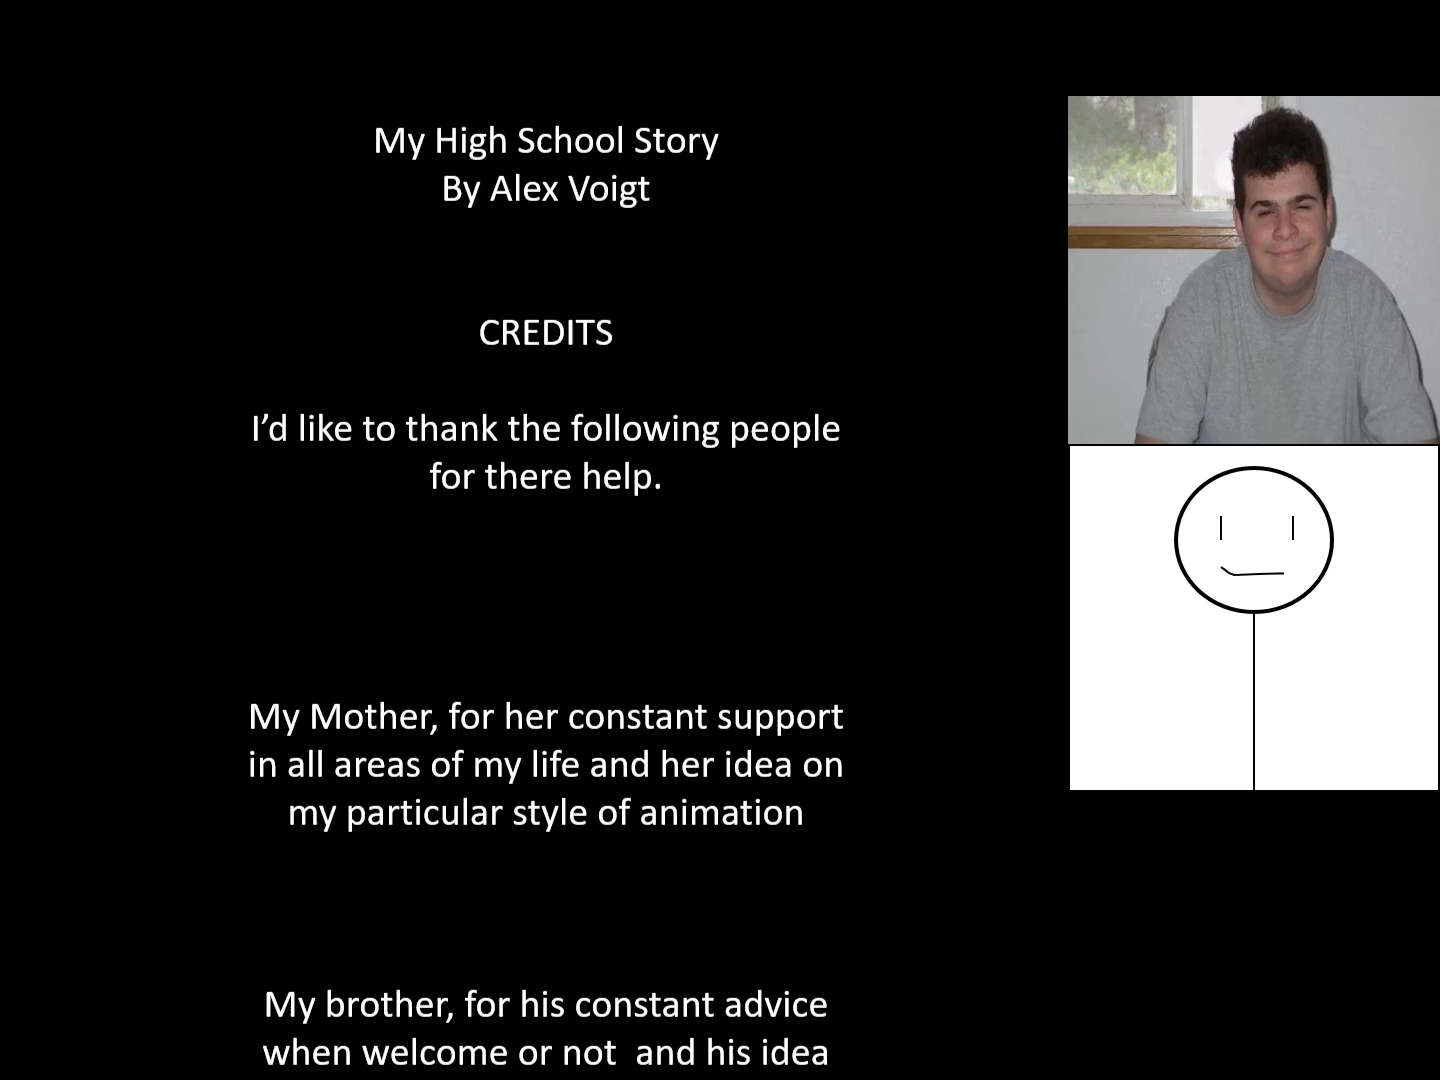 My High School Story
By Alex Voigt
CREDITS
I’d like to thank the following people
for there help.
My Mother, for her constant support
in all areas of my life and her idea on
my particular style of animation
My brother, for his constant advice
when welcome or not  and his idea